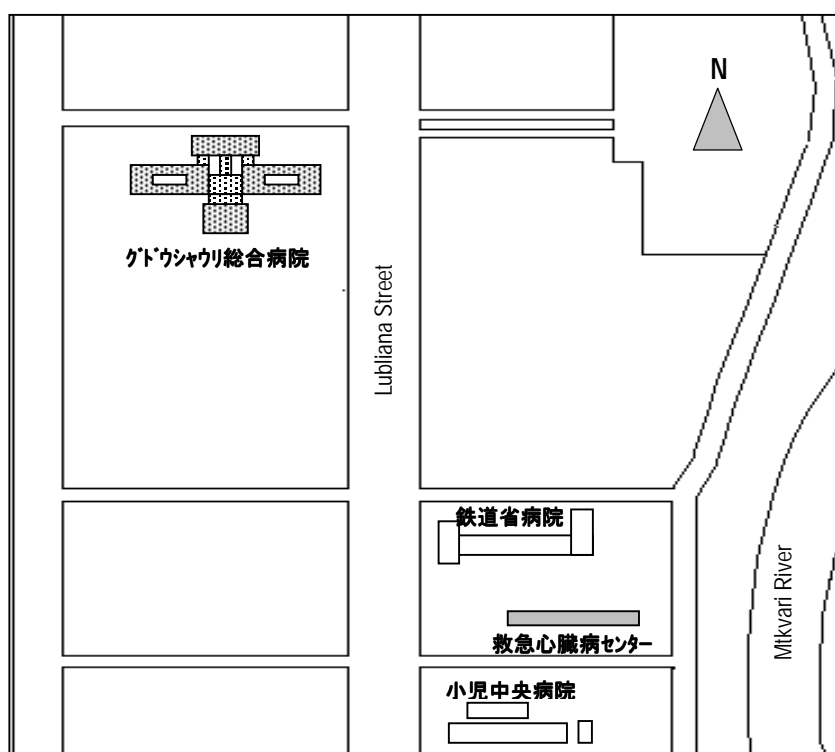 N
グドウシャウリ総合病院
Lubliana Street
鉄道省病院
Mtkvari River
救急心臓病センター
小児中央病院